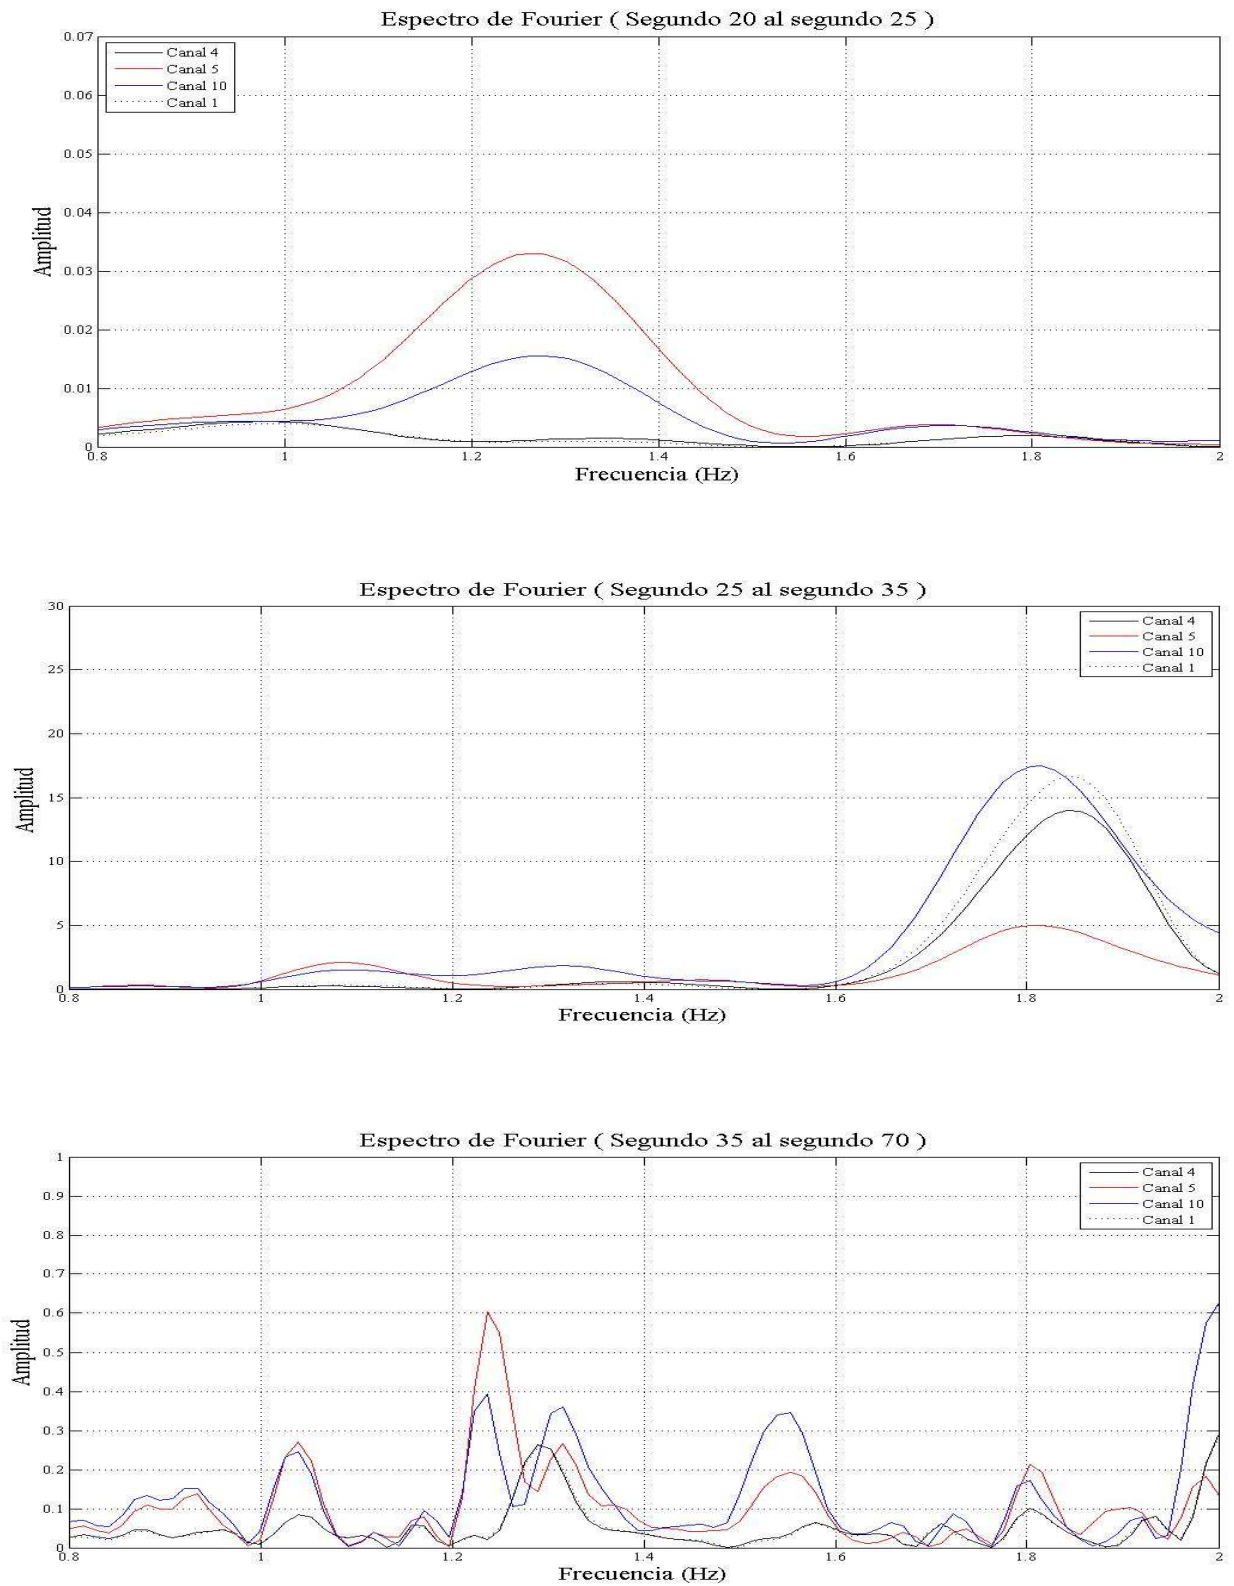 Espectro de Fourier ( Segundo 20 al segundo 25 )
0.07
0.06
0.05
0.04
0.03
0.02
0.01
0
Amplitud
Canal 4
Canal 5
Canal 10
Canal 1
0.8 1 1.2 1.4 1.6 1.8 2
Frecuencia (Hz)
Espectro de Fourier ( Segundo 25 al segundo 35 )
30
25
20
15
10
5
0
Amplitud
Canal 4
Canal 5
Canal 10
Canal 1
0.8 1 1.2 1.4 1.6 1.8 2
Frecuencia (Hz)
Espectro de Fourier ( Segundo 35 al segundo 70 )
1
0.9
0.8
0.7
0.6
0.5
0.4
0.3
0.2
0.1
0
Amplitud
Canal 4
Canal 5
Canal 10
Canal 1
0.8 1 1.2 1.4 1.6 1.8 2
Frecuencia (Hz)